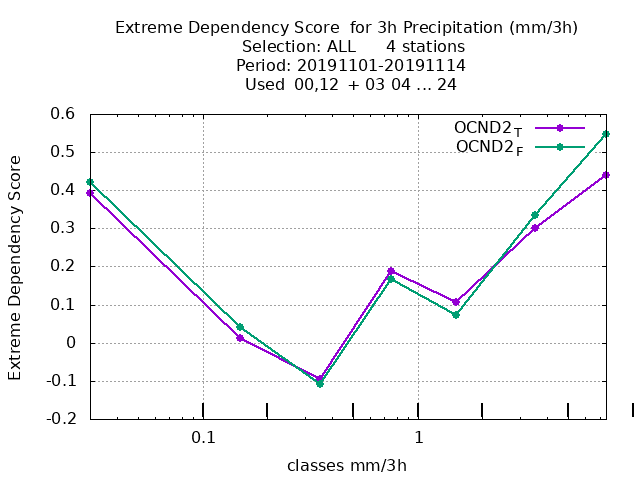 Extreme Dependency Score  for 3h Precipitation (mm/3h)
Selection: ALL      4 stations
Period: 20191101-20191114
Used  00,12  + 03 04 ... 24
0.6
OCND2_T
OCND2_F
0.5
0.4
0.3
0.2
0.1
0
-0.1
-0.2
Extreme Dependency Score
0.1
1
classes mm/3h